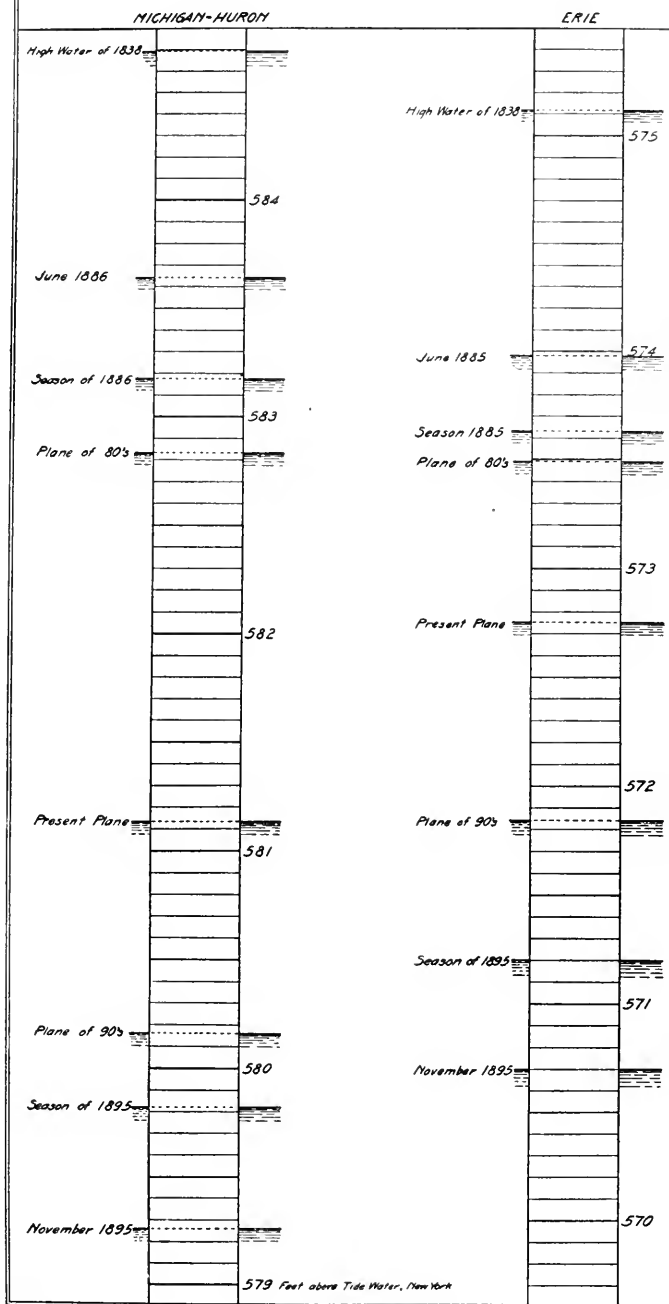 MICHIGAN-HURON
High Water of 1838
584
June 1886
Season of 1886
583
Plane of 80's
582
Present Plane
581
Plane of 90's
580
Season of 1895
November 1895
579 Feet above Tide Water, New York
ERIE
High Water of 1838
575
574
June 1885
Season 1885
Plane of 80's
573
Present Plane
572
Plane of 90's
Season of 1895
571
November 1895
570